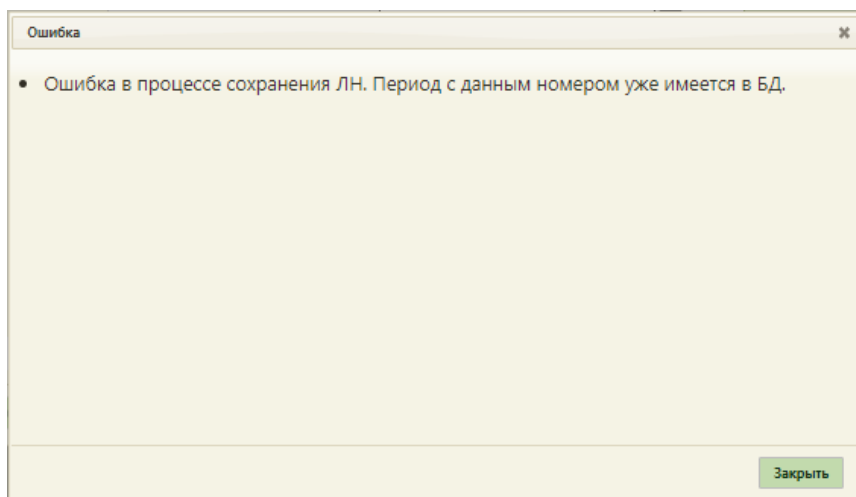 Ошибка
Ошибка в процессе сохранения ЛН. Период с данным номером уже имеется в БД.
Закрыть